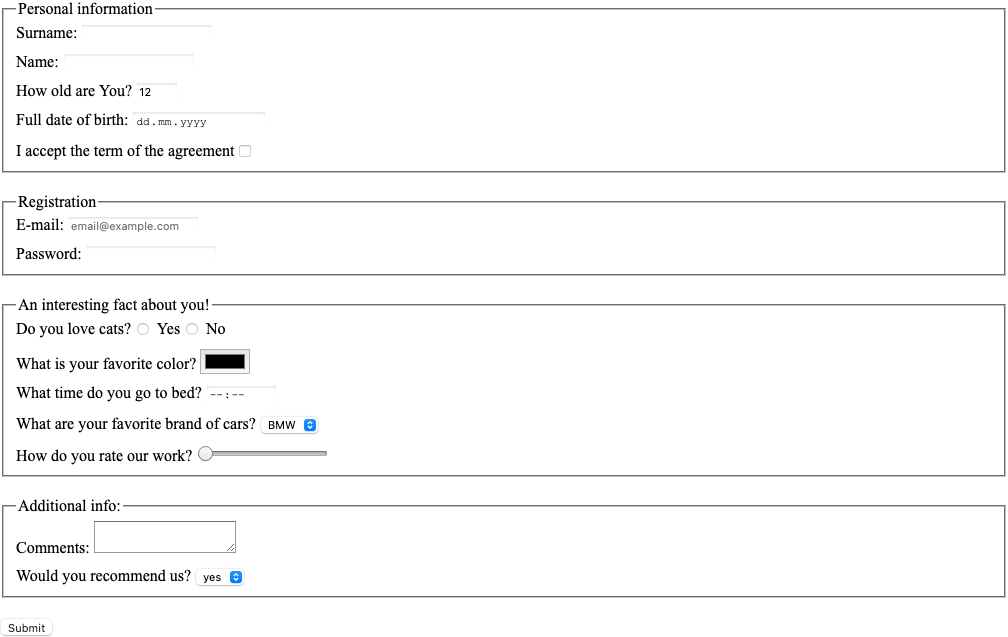 Personal information
Surname:
Name:
How old are You? 12
Full date of birth: dd.mm.yyyy
I accept the term of the agreement
Registration
E-mail: email@example.com
Password:
An interesting fact about you!
Do you love cats? Yes No
What is your favorite color?
What time do you go to bed? --:--
What are your favorite brand of cars? BMW
How do you rate our work?
Additional info:
Comments:
Would you recommend us? yes
Submit